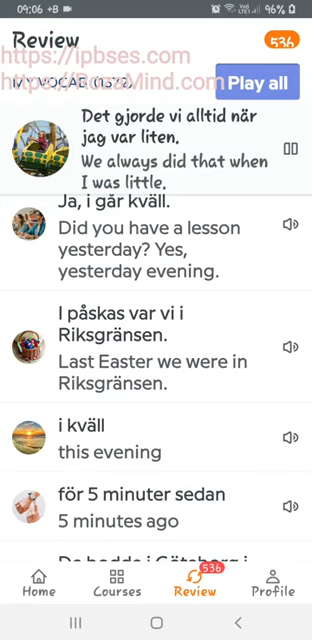 09:06 +B
96%
Review
536
https://ipbses.com
https://RosaMind.com
MY VOCAB
Play all
Det gjorde vi alltid när
jag var liten.
We always did that when
I was little.
Ja, i går kväll.
Did you have a lesson
yesterday? Yes,
yesterday evening.
I påskas var vi i
Riksgränsen.
Last Easter we were in
Riksgränsen.
i kväll
this evening
för 5 minuter sedan
5 minutes ago
536
Home
Courses
Review
Profile